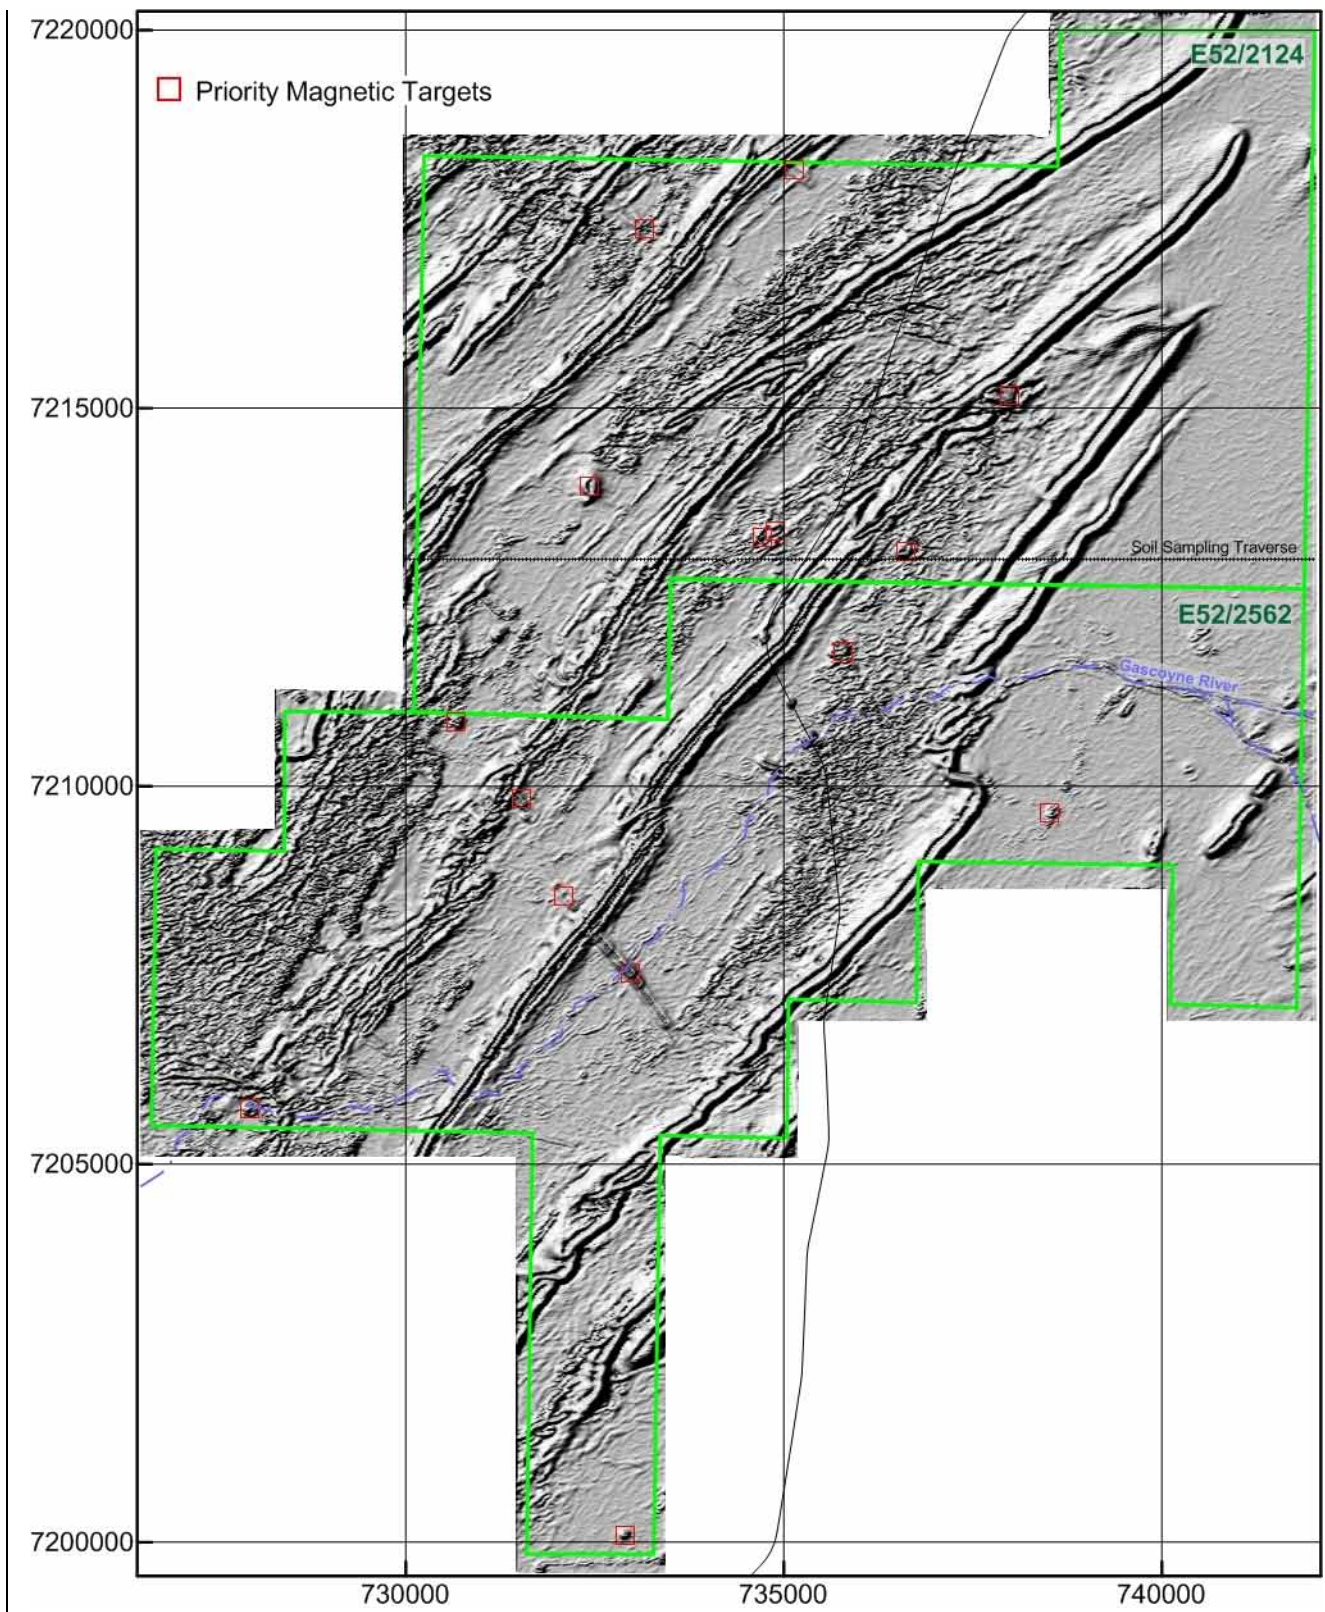 7220000
E52/2124
Priority Magnetic Targets
7215000
Soil Sampling Traverse
E52/2562
Gascoyne River
7210000
7205000
7200000
730000
735000
740000